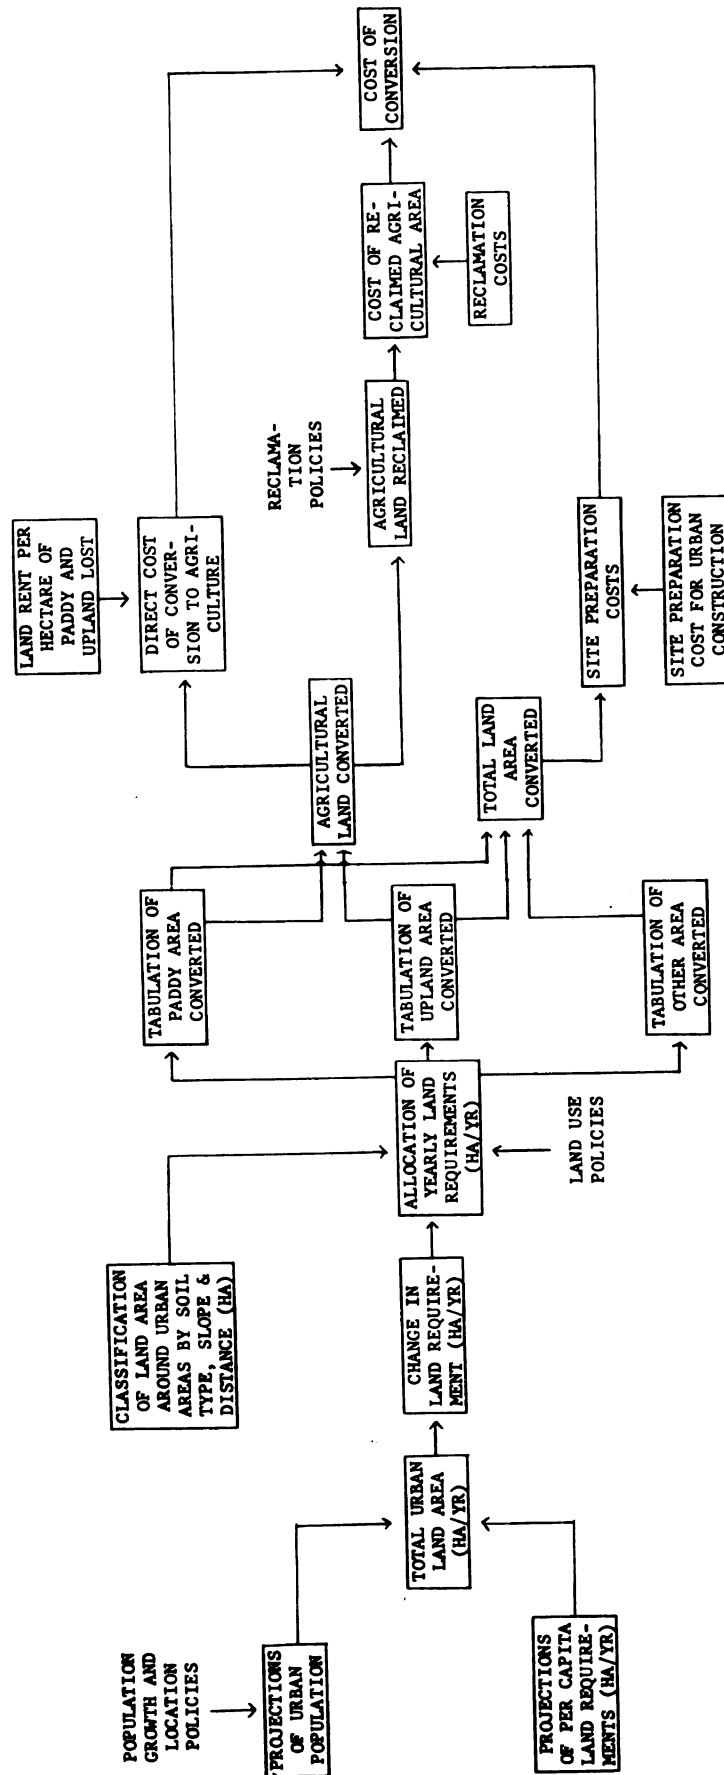 POPULATION
GROWTH AND
LOCATION
POLICIES
PROJECTIONS
OF URBAN
POPULATION
PROJECTIONS
OF PER CAPITA
LAND REQUIRE-
MENTS (HA/YR)
TOTAL URBAN
LAND AREA
(HA/YR)
CHANGE IN
LAND REQUIRE-
MENT (HA/YR)
CLASSIFICATION
OF LAND AREA
AROUND URBAN
AREAS BY SOIL
TYPE, SLOPE &
DISTANCE (HA)
ALLOCATION OF
YEARLY LAND
REQUIREMENTS
(HA/YR)
LAND USE
POLICIES
TABULATION OF
PADDY AREA
CONVERTED
TABULATION OF
UPLAND AREA
CONVERTED
TABULATION OF
OTHER AREA
CONVERTED
AGRICULTURAL
LAND CONVERTED
TOTAL LAND
AREA
CONVERTED
LAND RENT PER
HECTARE OF
PADDY AND
UPLAND LOST
DIRECT COST
OF CONVER-
SION TO AGRI-
CULTURE
RECLAMA-
TION
POLICIES
AGRICULTURAL
LAND RECLAIMED
SITE PREPARATION
COSTS
SITE PREPARATION
COST FOR URBAN
CONSTRUCTION
COST OF RE-
CLAIMED AGRI-
CULTURAL AREA
RECLAMATION
COSTS
COST OF
CONVERSION